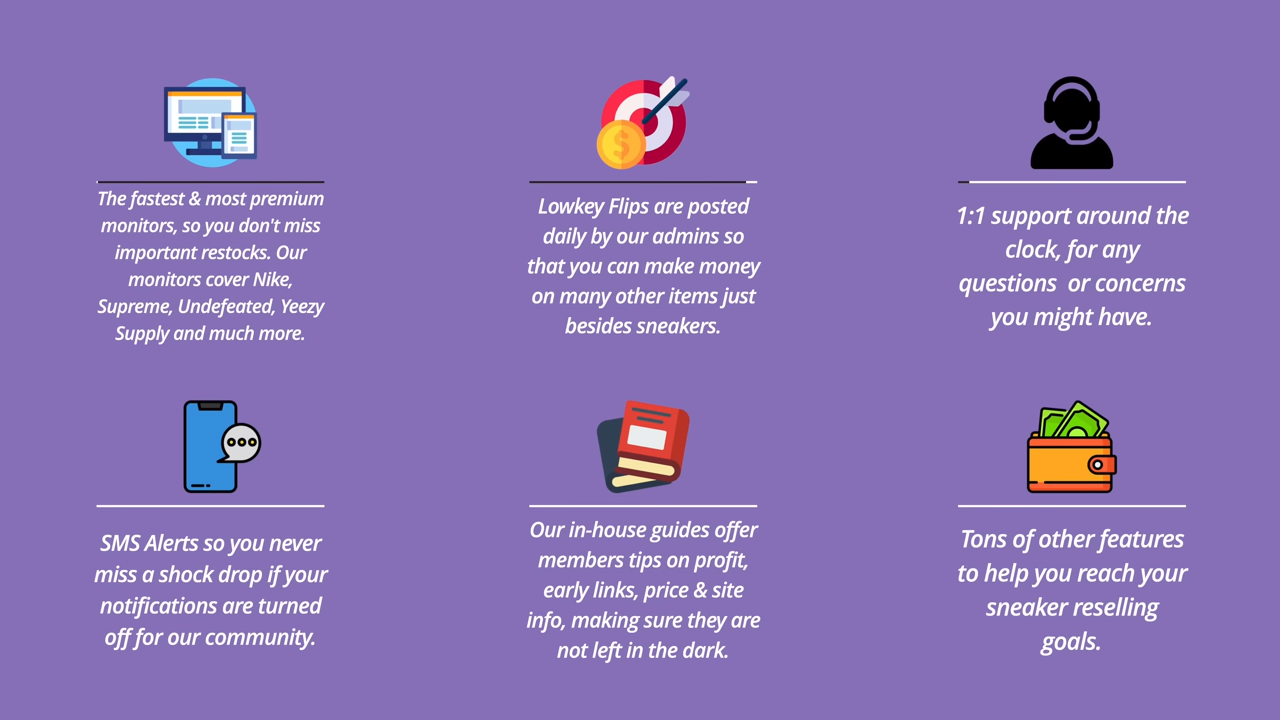 The fastest & most premium
monitors, so you don't miss
important restocks. Our
monitors cover Nike,
Supreme, Undefeated, Yeezy
Supply and much more.
Lowkey Flips are posted
daily by our admins so
that you can make money
on many other items just
besides sneakers.
1:1 support around the
clock, for any
questions  or concerns
you might have.
SMS Alerts so you never
miss a shock drop if your
notifications are turned
off for our community.
Our in-house guides offer
members tips on profit,
early links, price & site
info, making sure they are
not left in the dark.
Tons of other features
to help you reach your
sneaker reselling
goals.